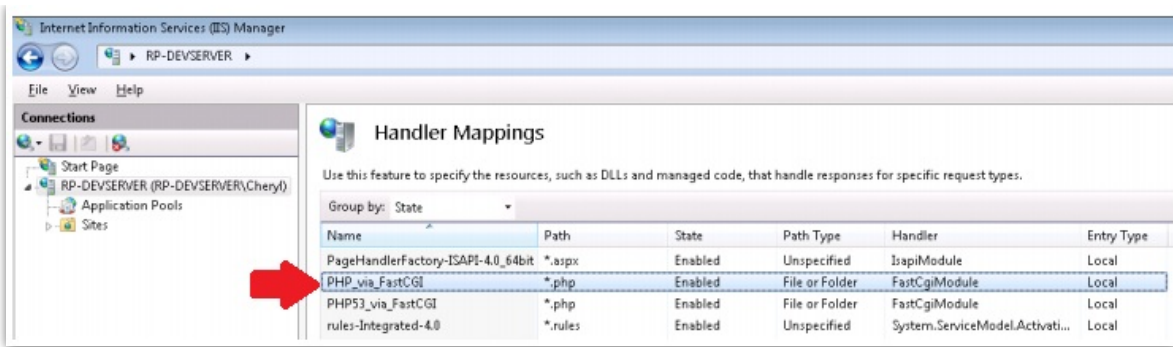 Internet Information Services (IIS) Manager
RP-DEVSERVER
File View Help
Connections
Start Page
RP-DEVSERVER (RP-DEVSERVER\Cheryl)
Application Pools
Sites
Handler Mappings
Use this feature to specify the resources, such as DLLs and managed code, that handle responses for specific request types.
Group by: State
Name Path State Path Type Handler Entry Type
PageHandlerFactory-ISAPI-4.0_64bit *.aspx Enabled Unspecified IsapiModule Local
PHP_via_FastCGI *.php Enabled File or Folder FastCgiModule Local
PHP53_via_FastCGI *.php Enabled File or Folder FastCgiModule Local
rules-Integrated-4.0 *.rules Enabled Unspecified System.ServiceModel.Activati... Local